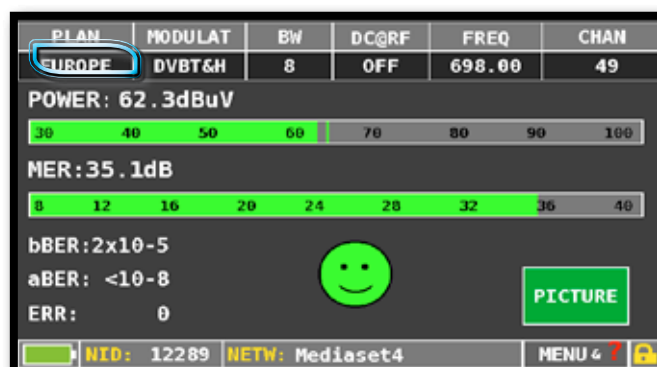 PLAN MODULAT BW DC@RF FREQ CHAN
EUROPE DVBT&H 8 OFF 698.00 49
POWER: 62.3dBuV
30 40 50 60 70 80 90 100
MER:35.1dB
8 12 16 20 24 28 32 36 40
bBER:2x10-5
aBER: <10-8
ERR: 0
PICTURE
NID: 12289 NETW: Mediaset4 MENU & ?